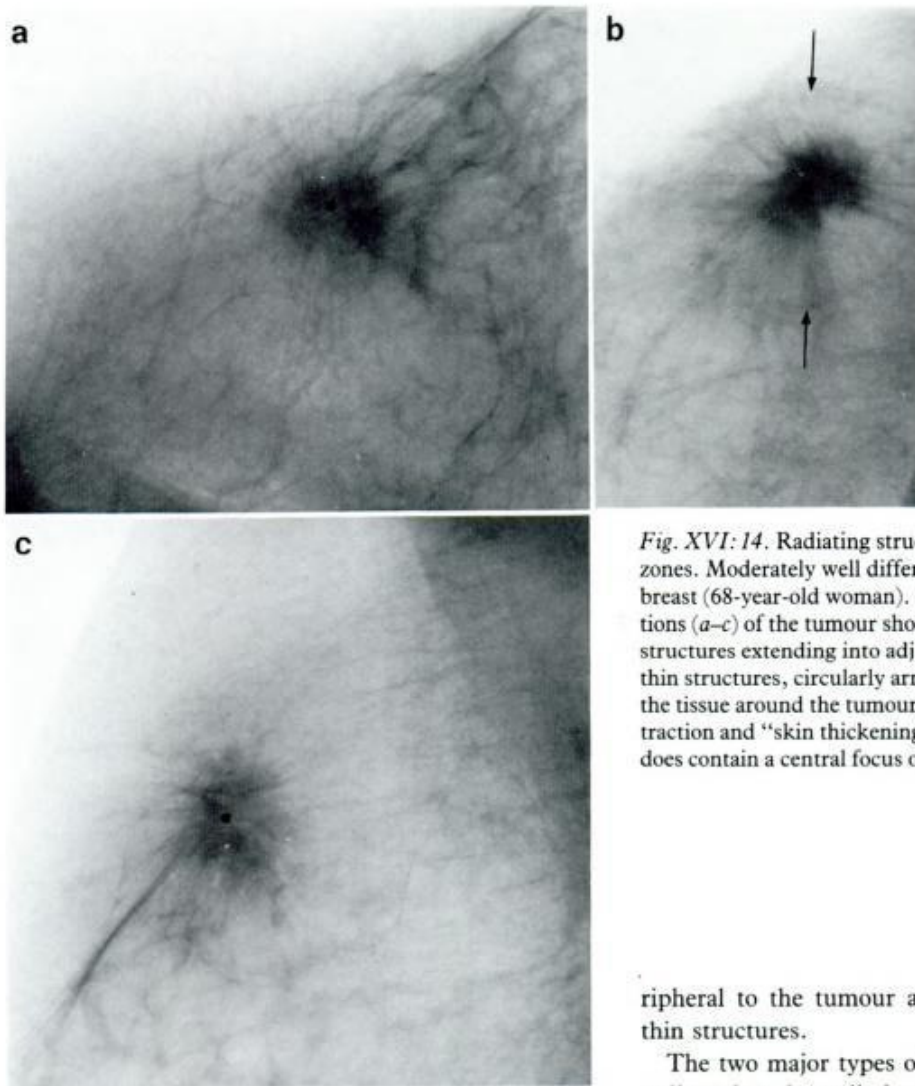 a
b
c
Fig. XVI:14. Radiating struc
zones. Moderately well differ
breast (68-year-old woman).
tions (a–c) of the tumour sho
structures extending into adj
thin structures, circularly arr
the tissue around the tumour
traction and “skin thickening
does contain a central focus o
ripheral to the tumour a
thin structures.
The two major types o